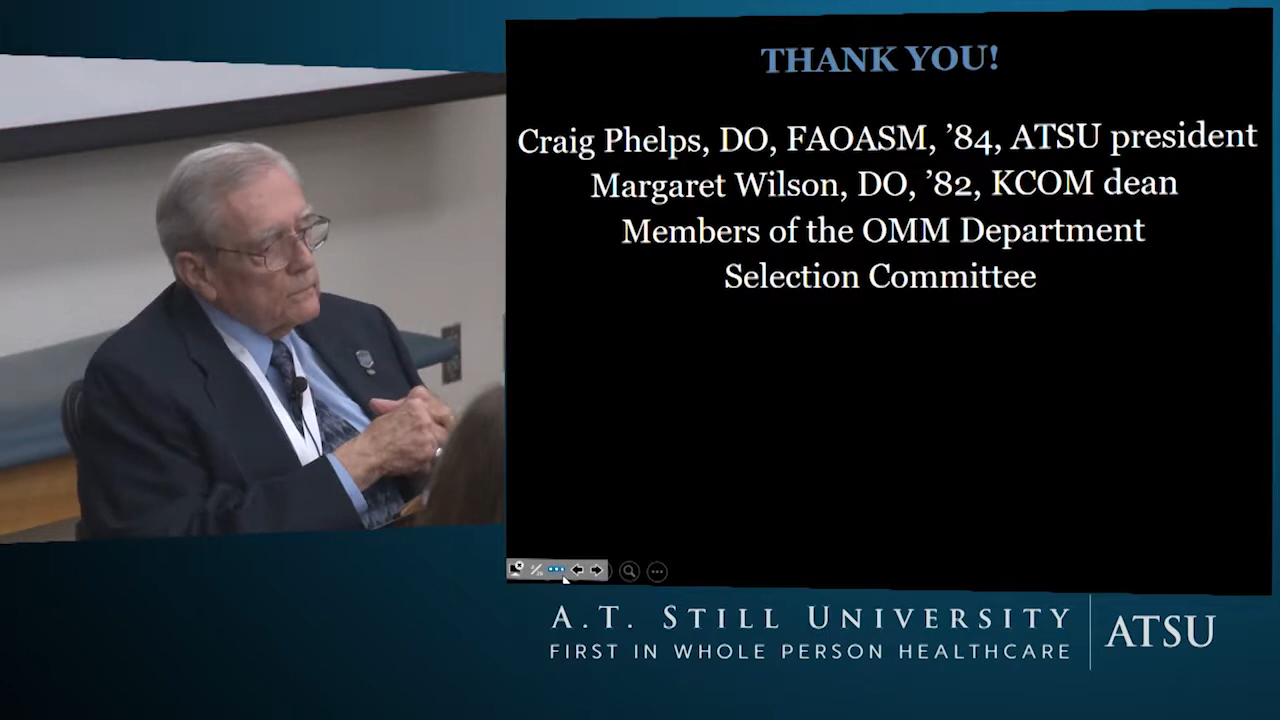 THANK YOU!
Craig Phelps, DO, FAOASM, ’84, ATSU president
Margaret Wilson, DO, ’82, KCOM dean
Members of the OMM Department
Selection Committee
A.T. STILL UNIVERSITY
FIRST IN WHOLE PERSON HEALTHCARE
ATSU